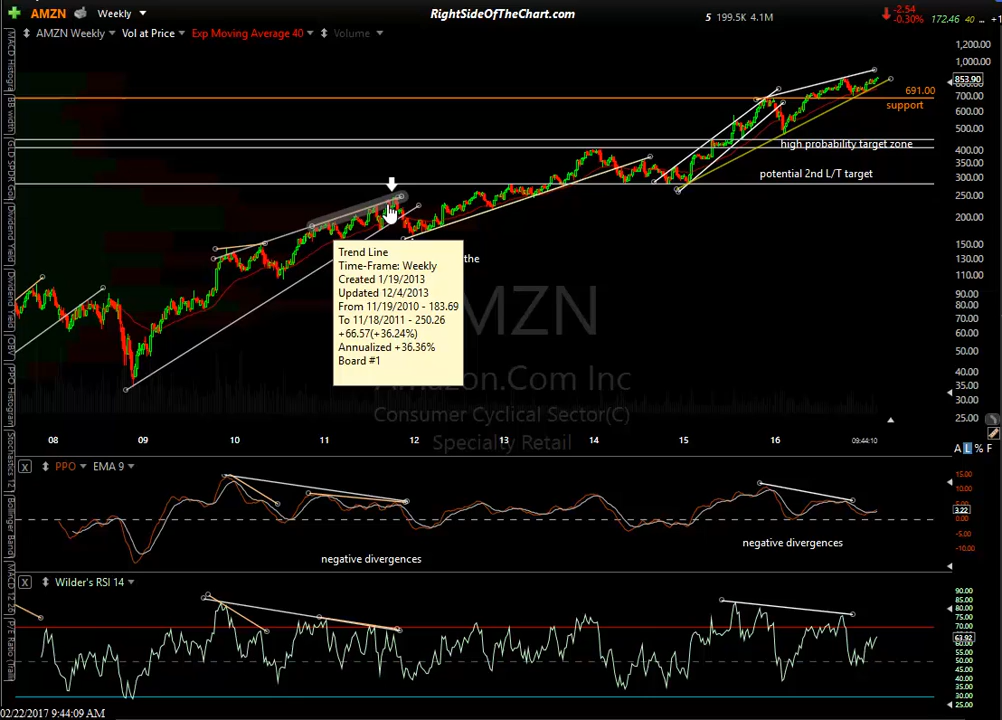 AMZN Weekly
RightSideOfTheChart.com
5 199.5K 4.1M
-2.54
-0.30% 172.46 40 ... +1
AMZN Weekly Vol at Price Exp Moving Average 40 Volume
1,200.00
1,000.00
853.90
700.00
600.00
500.00
400.00
350.00
300.00
250.00
200.00
150.00
130.00
110.00
90.00
80.00
70.00
60.00
50.00
40.00
35.00
30.00
25.00
691.00
support
high probability target zone
potential 2nd L/T target
the
Trend Line
Time-Frame: Weekly
Created 1/19/2013
Updated 12/4/2013
From 11/19/2010 - 183.69
To 11/18/2011 - 250.26
+66.57(+36.24%)
Annualized +36.36%
Board #1
AMZN
Amazon.Com Inc
Consumer Cyclical Sector(C)
Specialty Retail
08 09 10 11 12 13 14 15 16 09:44:10
A L % F
X PPO EMA 9
15.00
10.00
3.22
0.00
-5.00
-10.00
negative divergences
negative divergences
X Wilder's RSI 14
90.00
85.00
80.00
75.00
70.00
63.92
55.00
50.00
45.00
40.00
35.00
30.00
25.00
02/22/2017 9:44:09 AM